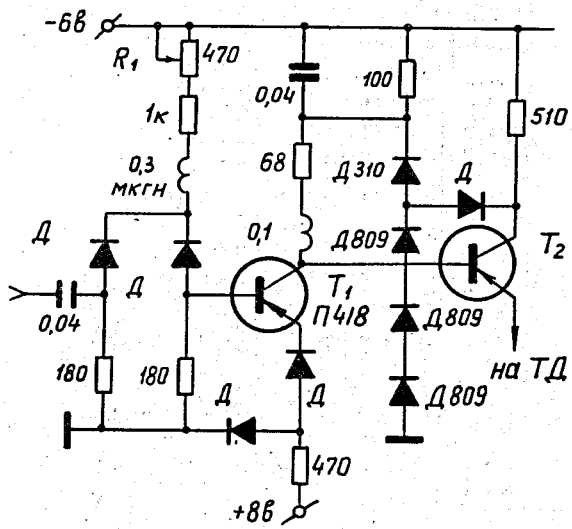 -6в
R1
470
1к
0,3
мкгн
0,04
68
0,1
100
Д310
Д
510
Д809
T2
Д
Д
T1
П418
0,04
180
180
Д809
на ТД
Д
Д
Д809
470
+8в